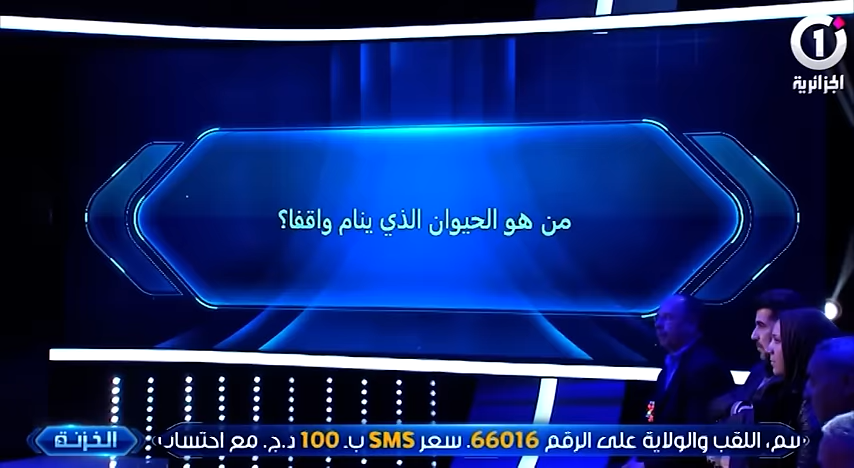 1
الجزائرية
من هو الحيوان الذي ينام واقفا؟
الخزنة
سم، اللقب والولاية على الرقم 66016. سعر SMS ب. 100 د.ج. مع احتساب